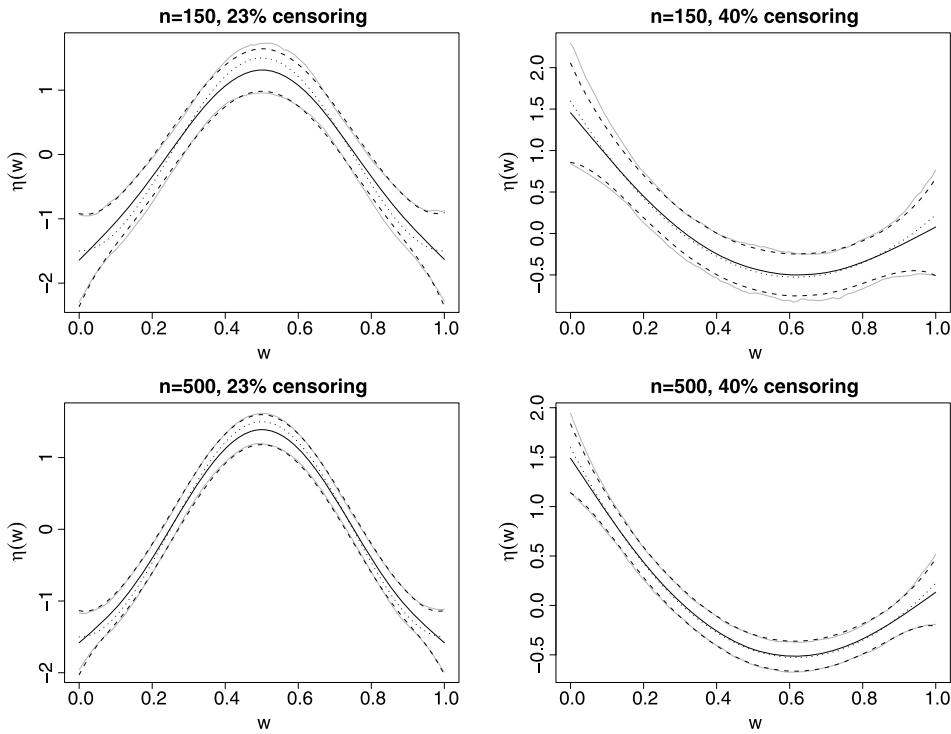 n=150, 23% censoring
η(w)
1
0
−1
−2
0.0 0.2 0.4 0.6 0.8 1.0
w
n=150, 40% censoring
η(w)
2.0
1.5
1.0
0.5
0.0
−0.5
0.0 0.2 0.4 0.6 0.8 1.0
w
n=500, 23% censoring
η(w)
1
0
−1
−2
0.0 0.2 0.4 0.6 0.8 1.0
w
n=500, 40% censoring
η(w)
2.0
1.5
1.0
0.5
0.0
−0.5
0.0 0.2 0.4 0.6 0.8 1.0
w